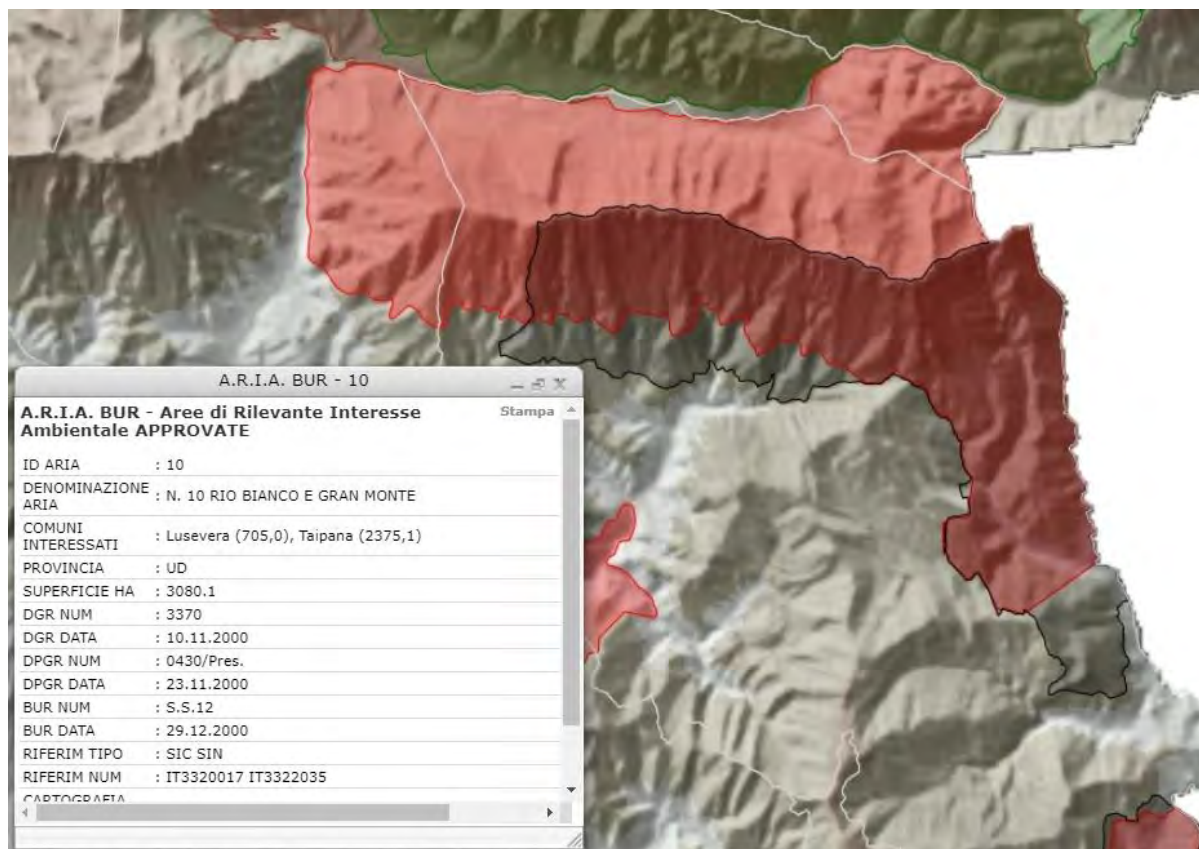 A.R.I.A. BUR - 10
A.R.I.A. BUR - Aree di Rilevante Interesse
Ambientale APPROVATE
Stampa
ID ARIA : 10
DENOMINAZIONE ARIA : N. 10 RIO BIANCO E GRAN MONTE
COMUNI INTERESSATI : Lusevera (705,0), Taipana (2375,1)
PROVINCIA : UD
SUPERFICIE HA : 3080.1
DGR NUM : 3370
DGR DATA : 10.11.2000
DPGR NUM : 0430/Pres.
DPGR DATA : 23.11.2000
BUR NUM : S.S.12
BUR DATA : 29.12.2000
RIFERIM TIPO : SIC SIN
RIFERIM NUM : IT3320017 IT3322035
CARTOGRAFIA